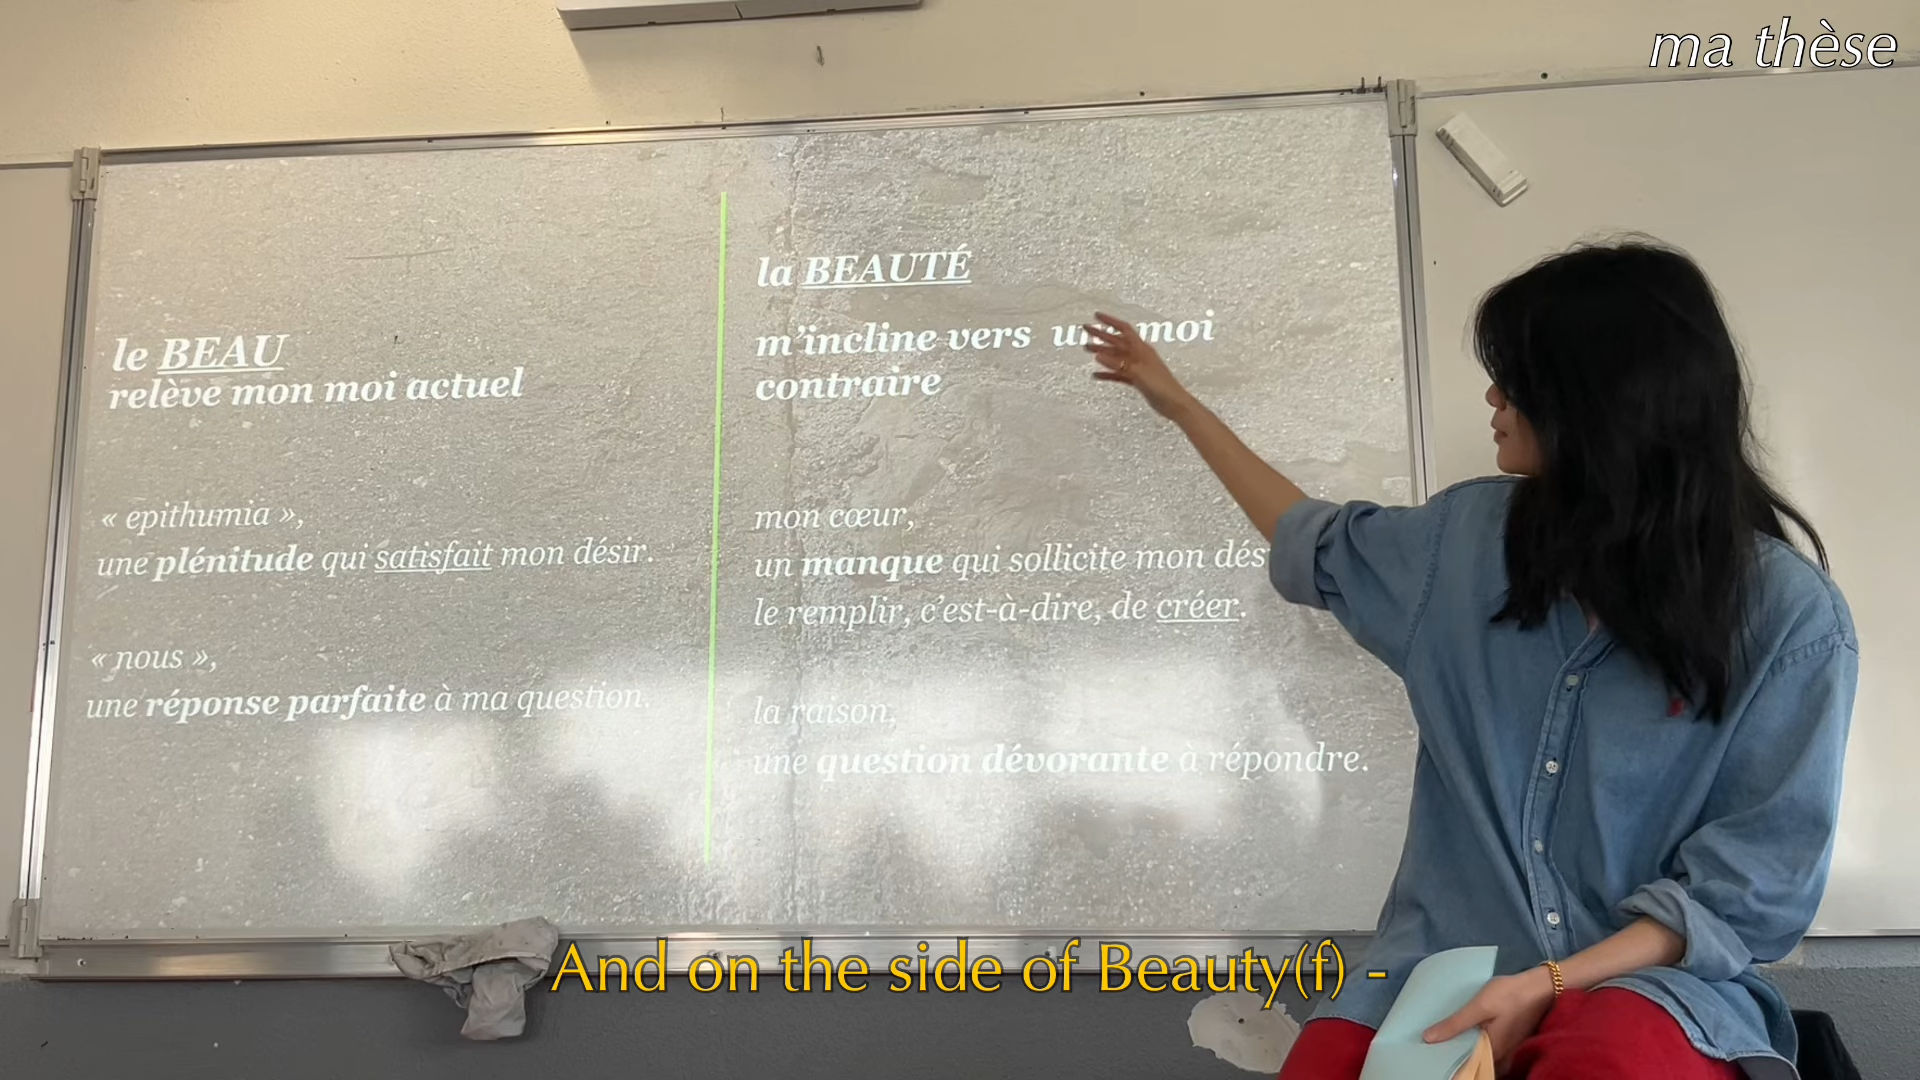 ma thèse
le BEAU
relève mon moi actuel
« epithumia »,
une plénitude qui satisfait mon désir.
« nous »,
une réponse parfaite à ma question.
la BEAUTÉ
m’incline vers moi
contraire
mon cœur,
un manque qui sollicite mon dés
le remplir, c’est-à-dire, de créer.
la raison,
une question dévorante à répondre.
And on the side of Beauty(f) -